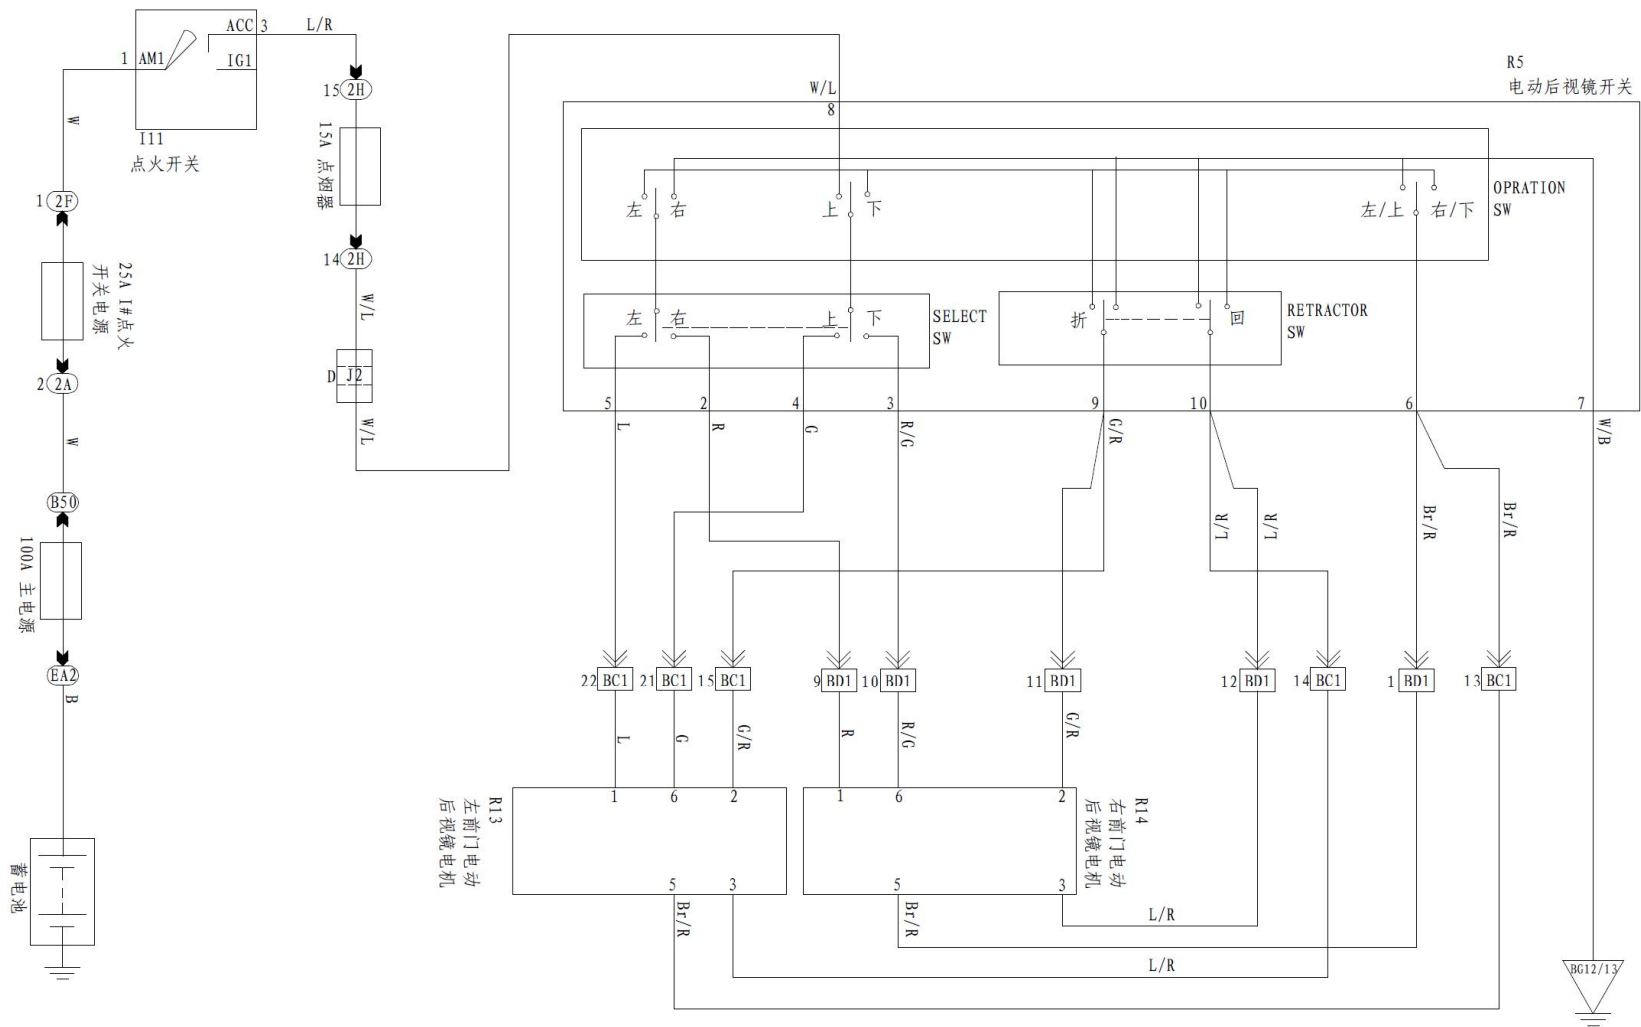 ACC 3
L/R
1
AM1
IG1
I11
点火开关
W
15 2H
15A 点烟器
1 2F
14 2H
25A I#点火
开关电源
W/L
2 2A
D J2
W/L
W
B50
100A 主电源
EA2
B
蓄电池
R5
电动后视镜开关
W/L
8
左 右 上 下 左/上 右/下
OPRATION
SW
左 右 上 下
SELECT
SW
折 回
RETRACTOR
SW
5 2 4 3 9 10 6 7
L R G R/G G/R W/B
L/R L/R Br/R Br/R
22 BC1 21 BC1 15 BC1 9 BD1 10 BD1 11 BD1 12 BD1 14 BC1 1 BD1 13 BC1
L G G/R R R/G G/R
1 6 2 1 6 2
R13
左前门电动
后视镜电机
R14
右前门电动
后视镜电机
5 3 5 3
Br/R Br/R
L/R
L/R
BG12/13